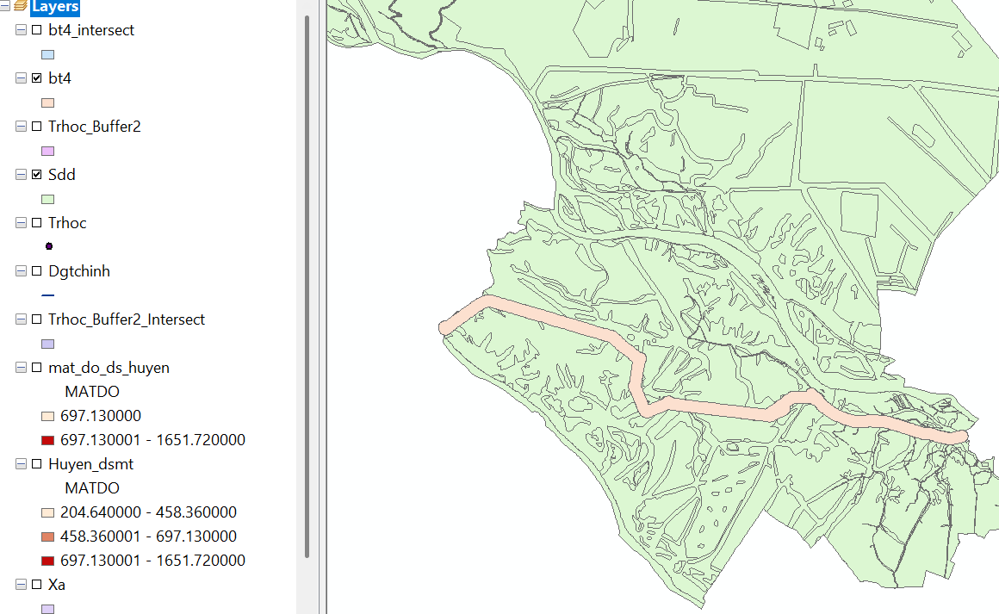 Layers
bt4_intersect
bt4
Trhoc_Buffer2
Sdd
Trhoc
Dgtchinh
Trhoc_Buffer2_Intersect
mat_do_ds_huyen
MATDO
697.130000
697.130001 - 1651.720000
Huyen_dsmt
MATDO
204.640000 - 458.360000
458.360001 - 697.130000
697.130001 - 1651.720000
Xa